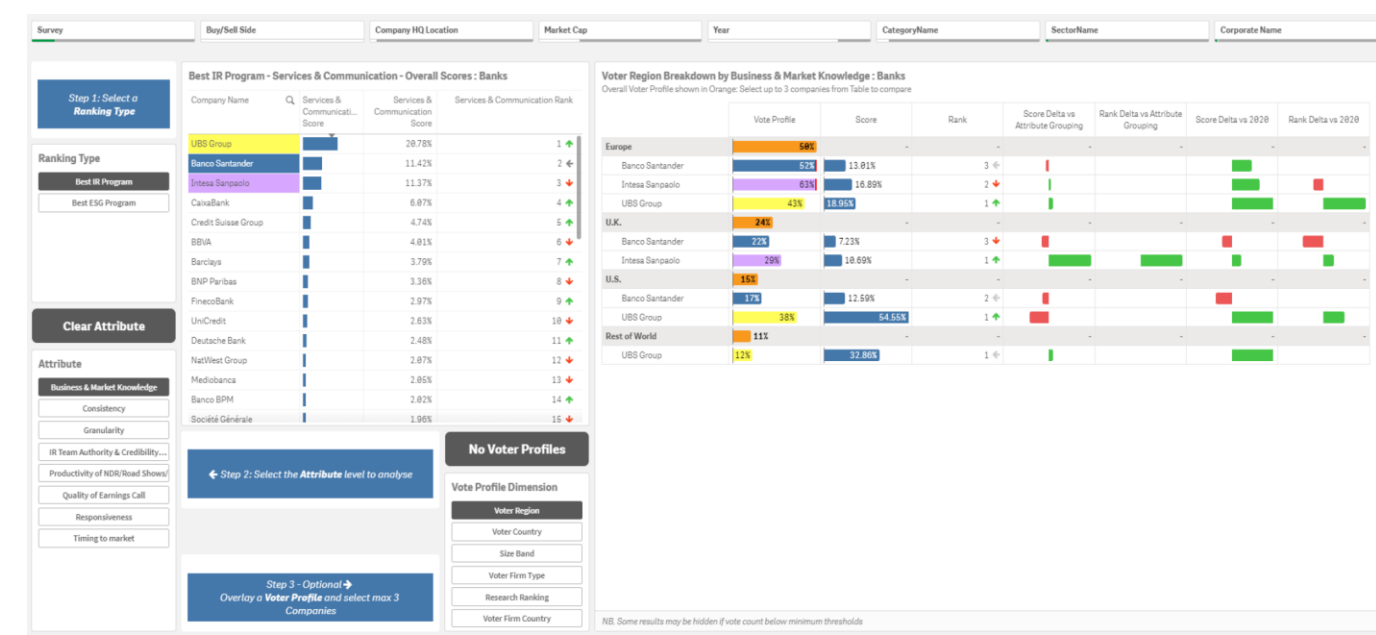 Survey
Buy/Sell Side
Company HQ Location
Market Cap
Year
CategoryName
SectorName
Corporate Name
Step 1: Select a
Ranking Type
Ranking Type
Best IR Program
Best ESG Program
Clear Attribute
Attribute
Business & Market Knowledge
Consistency
Granularity
IR Team Authority & Credibility...
Productivity of NDR/Road Shows/
Quality of Earnings Call
Responsiveness
Timing to market
Best IR Program - Services & Communication - Overall Scores : Banks
Company Name
Services &
Communicati...
Score
Services &
Communication
Score
Services & Communication Rank
UBS Group 20.78% 1 ↑
Banco Santander 11.42% 2 ←
Intesa Sanpaolo 11.37% 3 ↓
CaixaBank 6.07% 4 ↑
Credit Suisse Group 4.74% 5 ↑
BBVA 4.01% 6 ↓
Barclays 3.79% 7 ↑
BNP Paribas 3.36% 8 ↓
FinecoBank 2.97% 9 ↑
UniCredit 2.63% 10 ↓
Deutsche Bank 2.48% 11 ↑
NatWest Group 2.07% 12 ↓
Mediobanca 2.05% 13 ↓
Banco BPM 2.02% 14 ↑
Société Générale 1.96% 15 ↓
← Step 2: Select the Attribute level to analyse
Step 3 - Optional →
Overlay a Voter Profile and select max 3
Companies
No Voter Profiles
Vote Profile Dimension
Voter Region
Voter Country
Size Band
Voter Firm Type
Research Ranking
Voter Firm Country
Voter Region Breakdown by Business & Market Knowledge : Banks
Overall Voter Profile shown in Orange: Select up to 3 companies from Table to compare
Vote Profile
Score
Rank
Score Delta vs
Attribute Grouping
Rank Delta vs Attribute
Grouping
Score Delta vs 2020
Rank Delta vs 2020
Europe 50% - - - - - -
Banco Santander 52% 13.01% 3 ←
Intesa Sanpaolo 63% 16.89% 2 ↓
UBS Group 43% 18.95% 1 ↑
U.K. 24% - - - - - -
Banco Santander 22% 7.23% 3 ↓
Intesa Sanpaolo 29% 10.69% 1 ↑
U.S. 15% - - - - - -
Banco Santander 17% 12.59% 2 ←
UBS Group 38% 54.55% 1 ↑
Rest of World 11% - - - - - -
UBS Group 12% 32.86% 1 ←
NB. Some results may be hidden if vote count below minimum thresholds